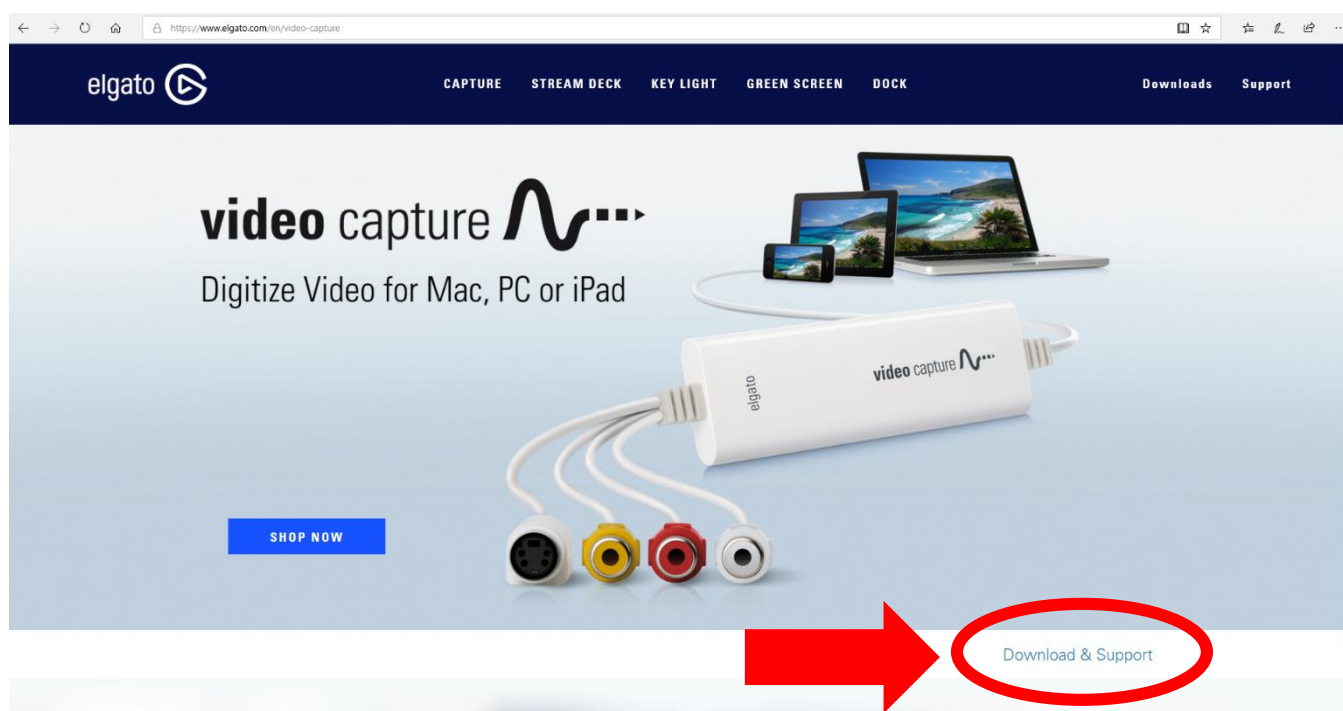 https://www.elgato.com/en/video-capture
elgato
CAPTURE STREAM DECK KEY LIGHT GREEN SCREEN DOCK Downloads Support
video capture
Digitize Video for Mac, PC or iPad
elgato video capture
SHOP NOW
Download & Support